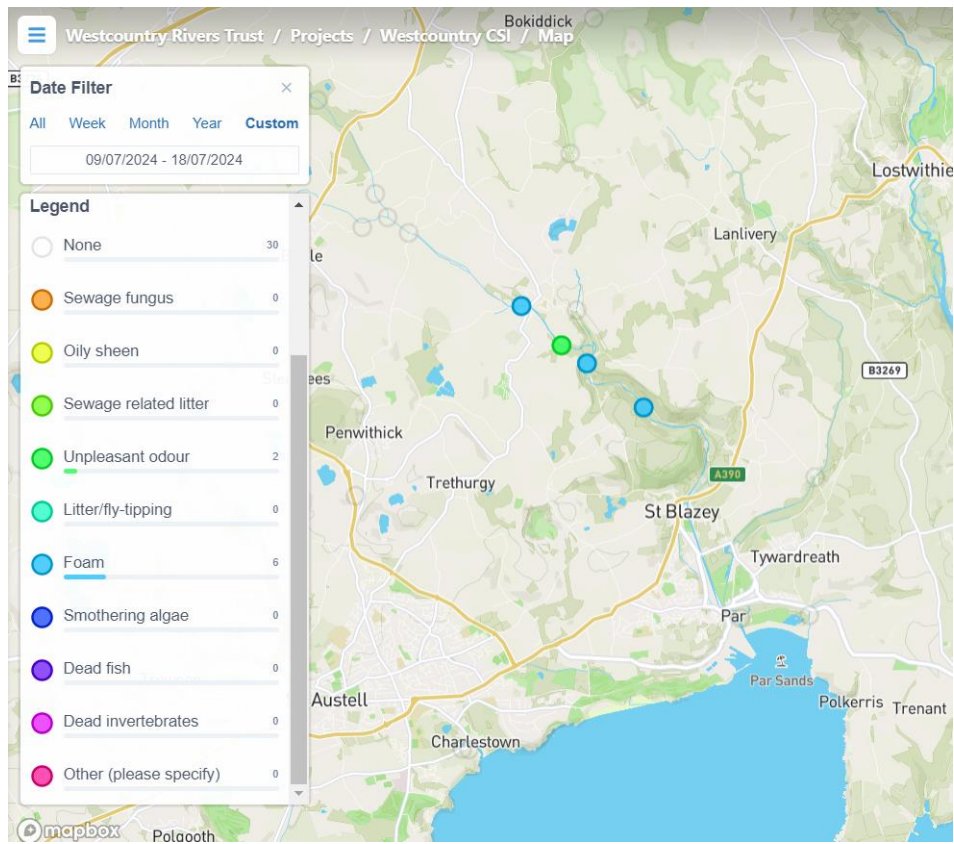 Bokiddick
Westcountry Rivers Trust / Projects / Westcountry CSI / Map
Date Filter ×
All Week Month Year Custom
09/07/2024 - 18/07/2024
Legend
None 30
Sewage fungus 0
Oily sheen 0
Sewage related litter 0
Unpleasant odour 2
Litter/fly-tipping 0
Foam 6
Smothering algae 0
Dead fish 0
Dead invertebrates 0
Other (please specify) 0
Lostwithie
Lanlivery
le
B3269
ees
Penwithick
Trethurgy
A390
St Blazey
Tywardreath
Par
Par Sands
Austell
Polkerris
Trenant
Charlestown
mapbox
Polgooth